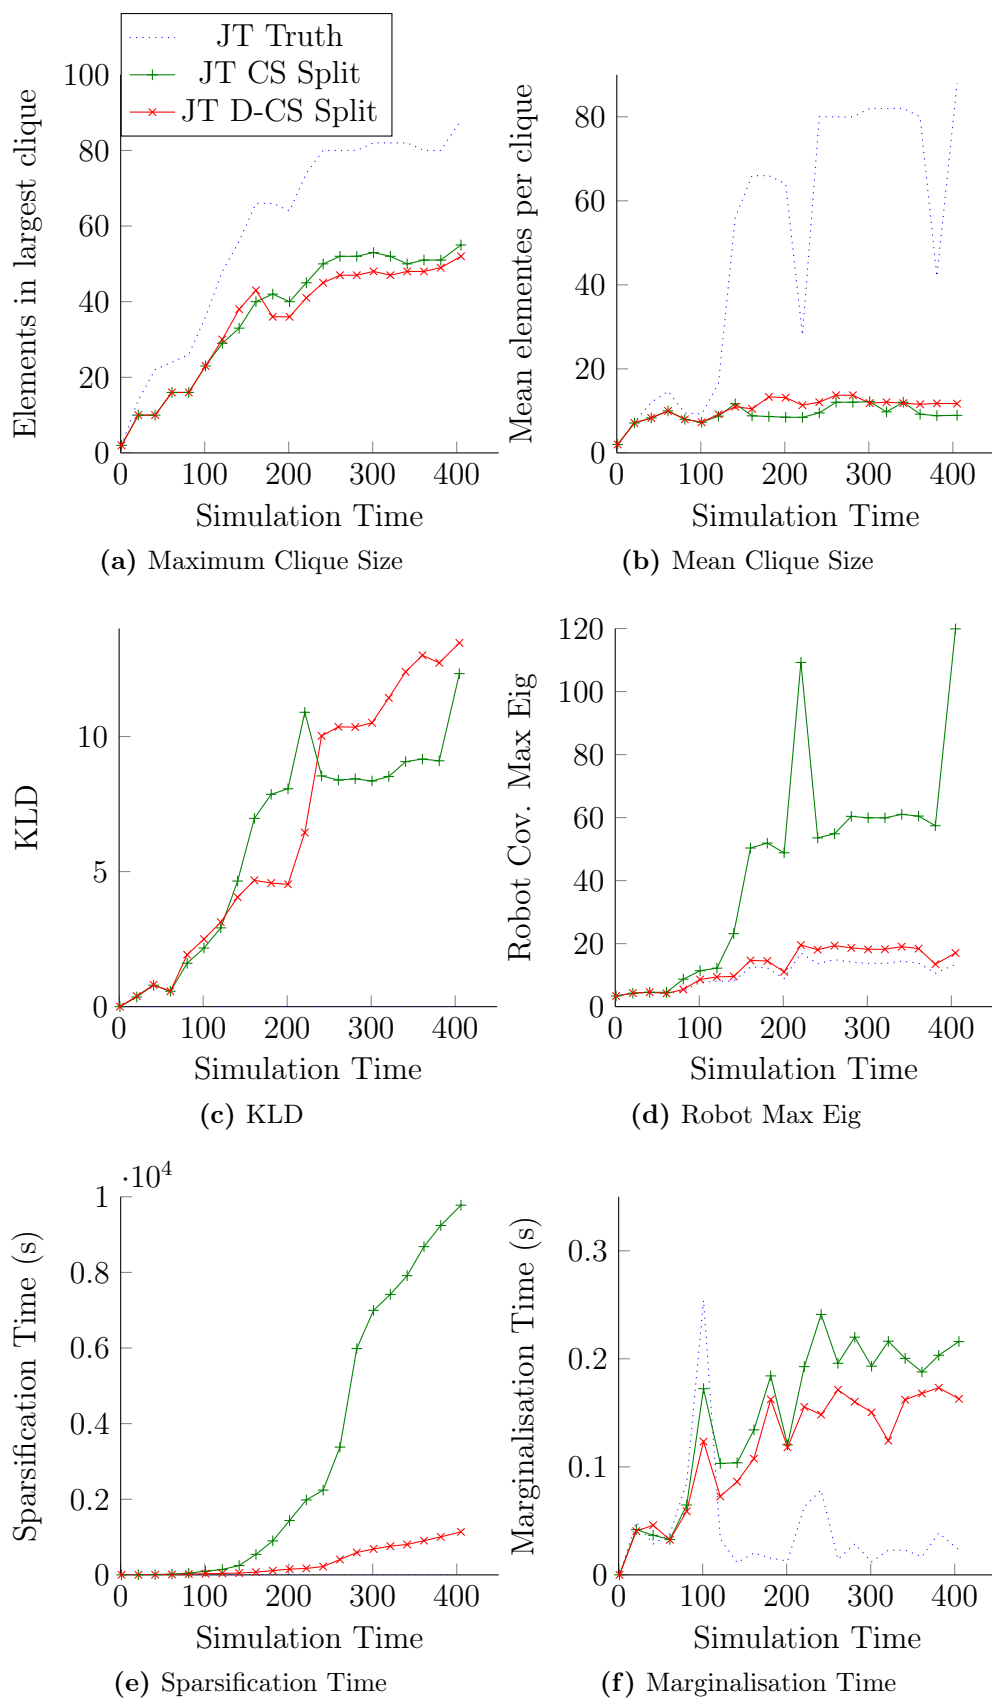 JT Truth
JT CS Split
JT D-CS Split
Elements in largest clique
100
80
60
40
20
0
0 100 200 300 400
Simulation Time
(a) Maximum Clique Size
Mean elementes per clique
80
60
40
20
0
0 100 200 300 400
Simulation Time
(b) Mean Clique Size
KLD
10
5
0
0 100 200 300 400
Simulation Time
(c) KLD
Robot Cov. Max Eig
120
100
80
60
40
20
0
0 100 200 300 400
Simulation Time
(d) Robot Max Eig
Sparsification Time (s)
·10⁴
1
0.8
0.6
0.4
0.2
0
0 100 200 300 400
Simulation Time
(e) Sparsification Time
Marginalisation Time (s)
0.3
0.2
0.1
0
0 100 200 300 400
Simulation Time
(f) Marginalisation Time